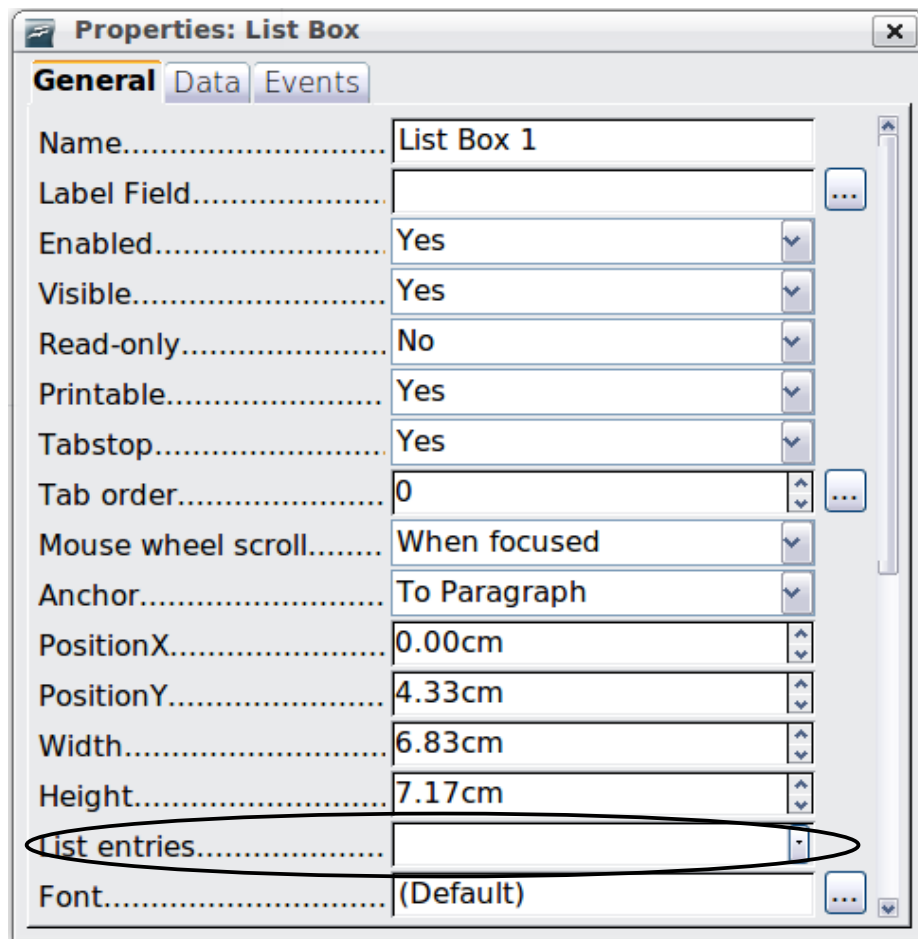 Properties: List Box
General Data Events
Name............................ List Box 1
Label Field..................... ...
Enabled......................... Yes
Visible........................... Yes
Read-only...................... No
Printable....................... Yes
Tabstop......................... Yes
Tab order....................... 0 ...
Mouse wheel scroll........ When focused
Anchor.......................... To Paragraph
PositionX....................... 0.00cm
PositionY....................... 4.33cm
Width............................ 6.83cm
Height........................... 7.17cm
List entries.....................
Font.............................. (Default) ...